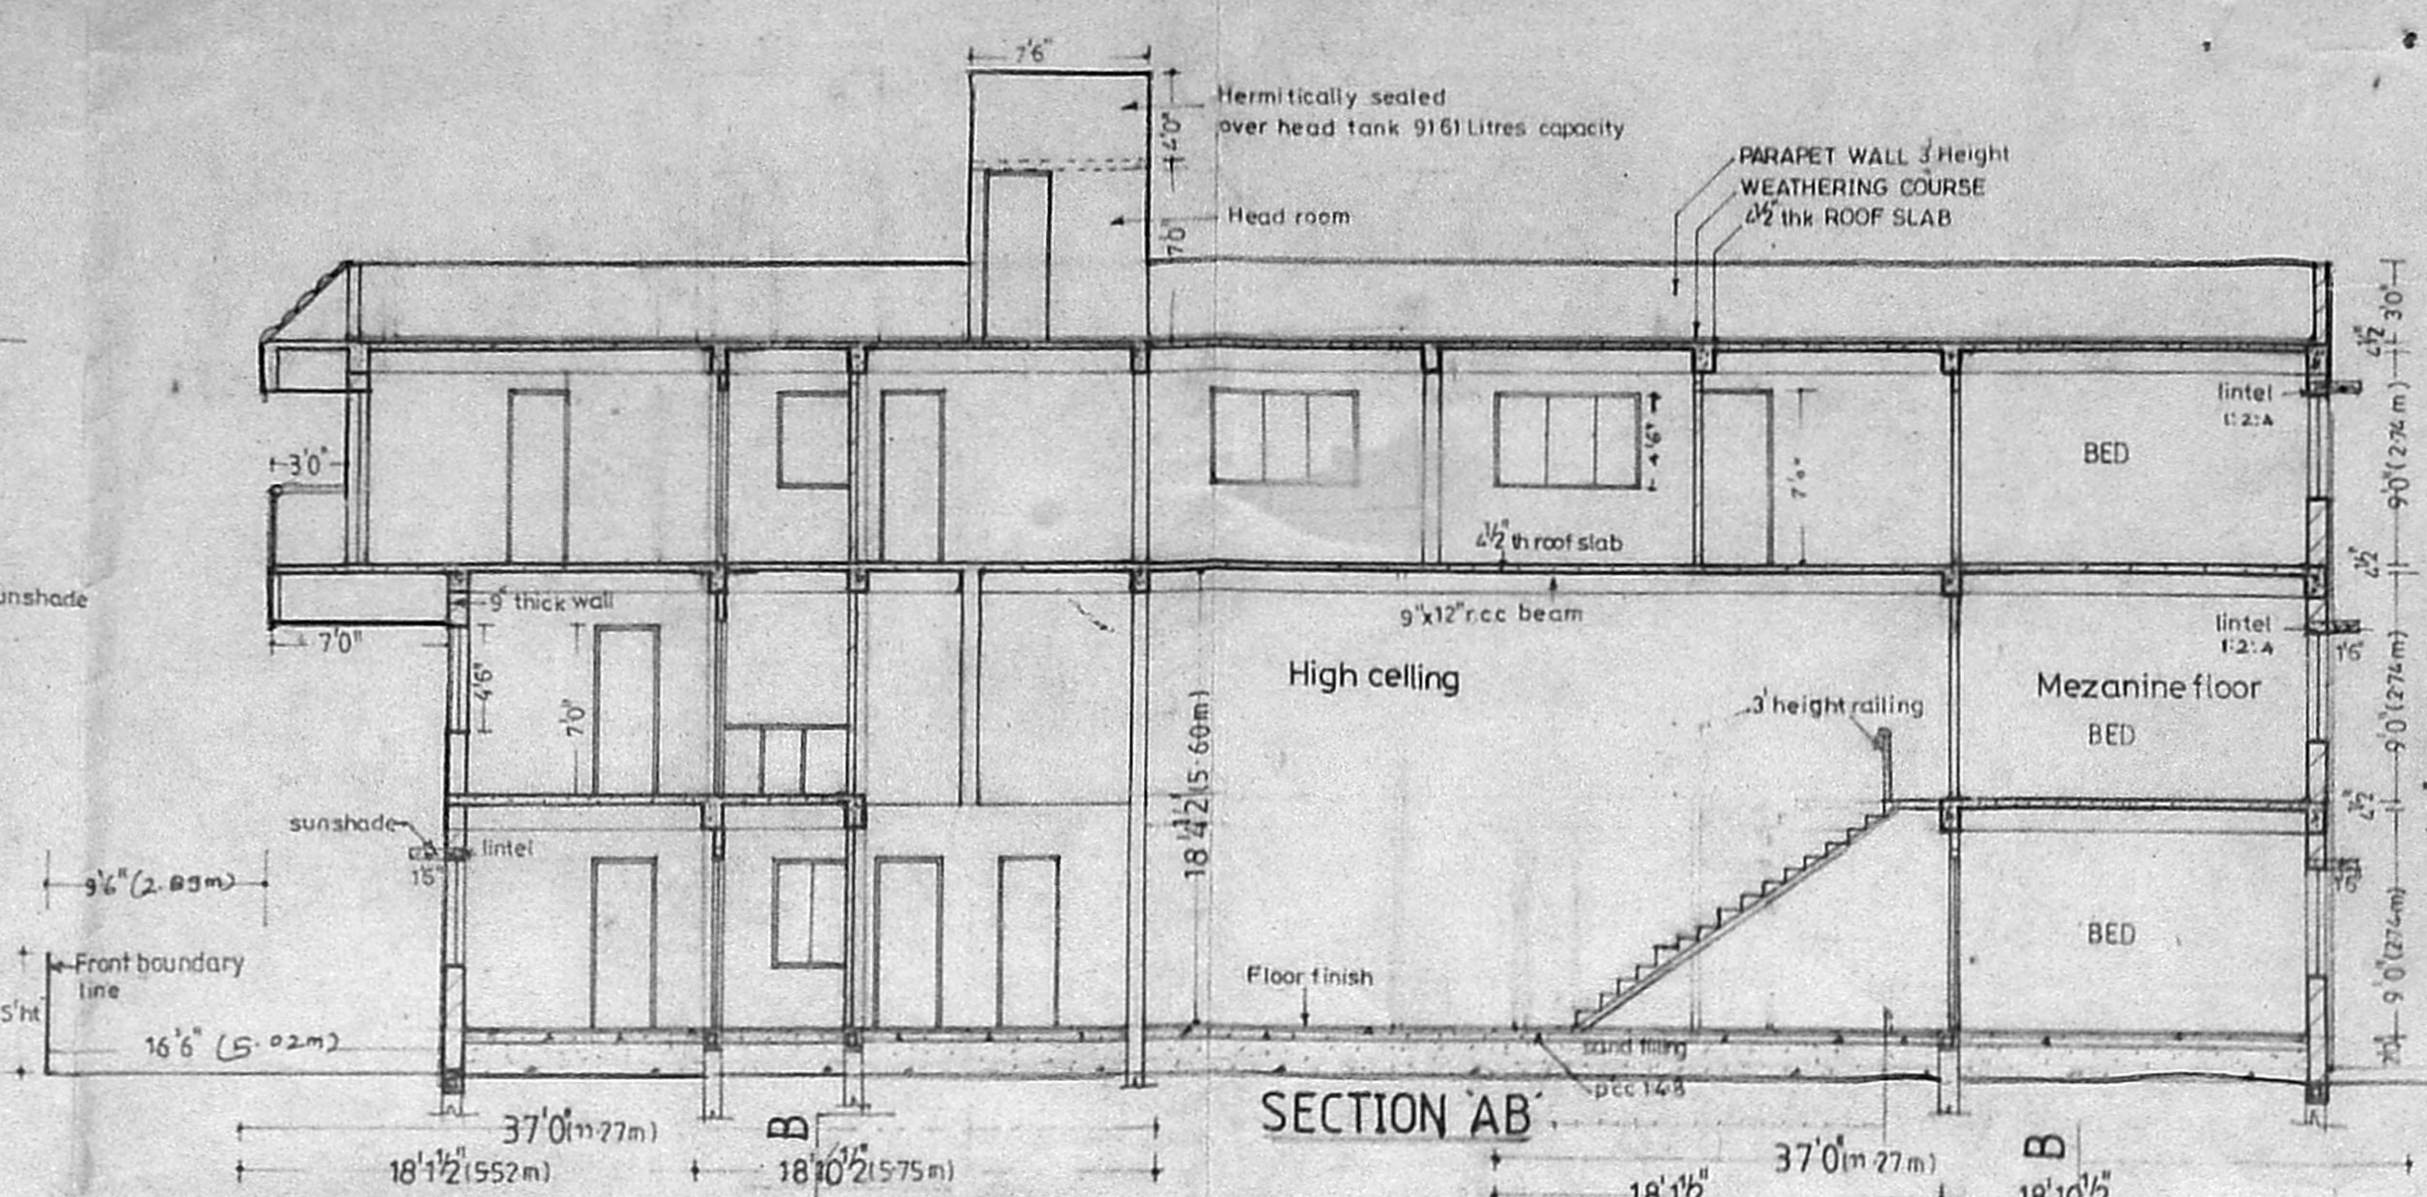 7'6"
Hermitically sealed
over head tank 9161 Litres capacity
4'0"
PARAPET WALL 3' Height
WEATHERING COURSE
4½" thk ROOF SLAB
Head room
7'0"
3'0"
4½"
lintel
1:2:4
BED
9'0"(2.74m)
3'0"
4'6"
7'0"
4½" th roof slab
4½"
unshade
9" thick wall
9"x12" r.c.c beam
lintel
1:2:4
1'6"
7'0"
4'6"
7'0"
High celling
18'4½"(5.60m)
3' height railing
Mezanine floor
BED
9'0"(2.74m)
4½"
sunshade
lintel
1'6"
9'6" (2.89m)
1'6"
BED
9'0"(2.74m)
Front boundary
line
Floor finish
5'ht
16'6" (5.02m)
sand filling
p.cc 1:4:8
SECTION 'AB'
37'0"(11.27m)
B
18'1½"(5.52m)
18'10½"(5.75m)
37'0"(11.27m)
B
18'1½"
18'10½"